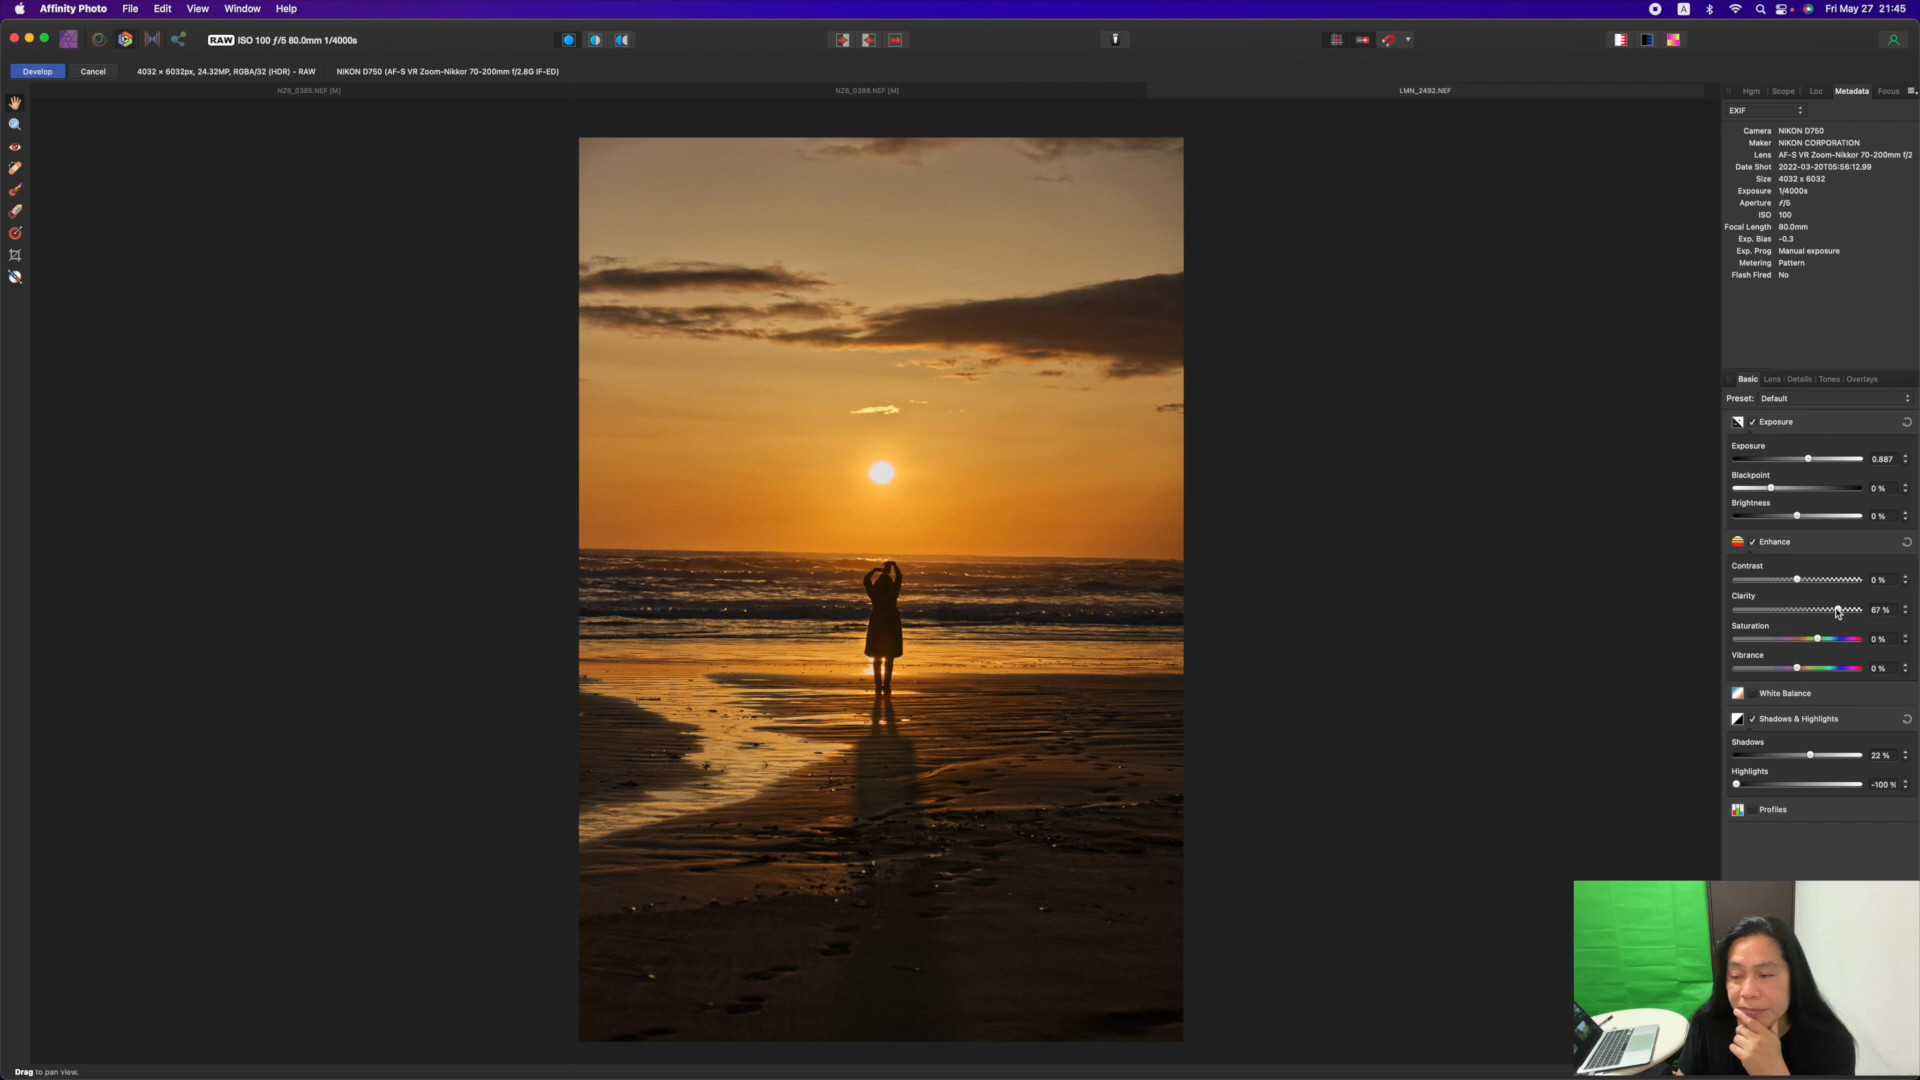 Affinity Photo File Edit View Window Help
A Fri May 27 21:45
RAW ISO 100 ƒ/5 80.0mm 1/4000s
Develop Cancel 4032 × 6032px, 24.32MP, RGBA/32 (HDR) - RAW NIKON D750 (AF-S VR Zoom-Nikkor 70-200mm f/2.8G IF-ED)
NZ6_0385.NEF [M] NZ6_0388.NEF [M] LMN_2492.NEF
Hgm Scope Loc Metadata Focus
EXIF
Camera NIKON D750
Maker NIKON CORPORATION
Lens AF-S VR Zoom-Nikkor 70-200mm f/2
Date Shot 2022-03-20T05:56:12.99
Size 4032 x 6032
Exposure 1/4000s
Aperture ƒ/5
ISO 100
Focal Length 80.0mm
Exp. Bias -0.3
Exp. Prog Manual exposure
Metering Pattern
Flash Fired No
Basic Lens Details Tones Overlays
Preset: Default
Exposure
Exposure
0.887
Blackpoint
0 %
Brightness
0 %
Enhance
Contrast
0 %
Clarity
67 %
Saturation
0 %
Vibrance
0 %
White Balance
Shadows & Highlights
Shadows
22 %
Highlights
-100 %
Profiles
Drag to pan view.